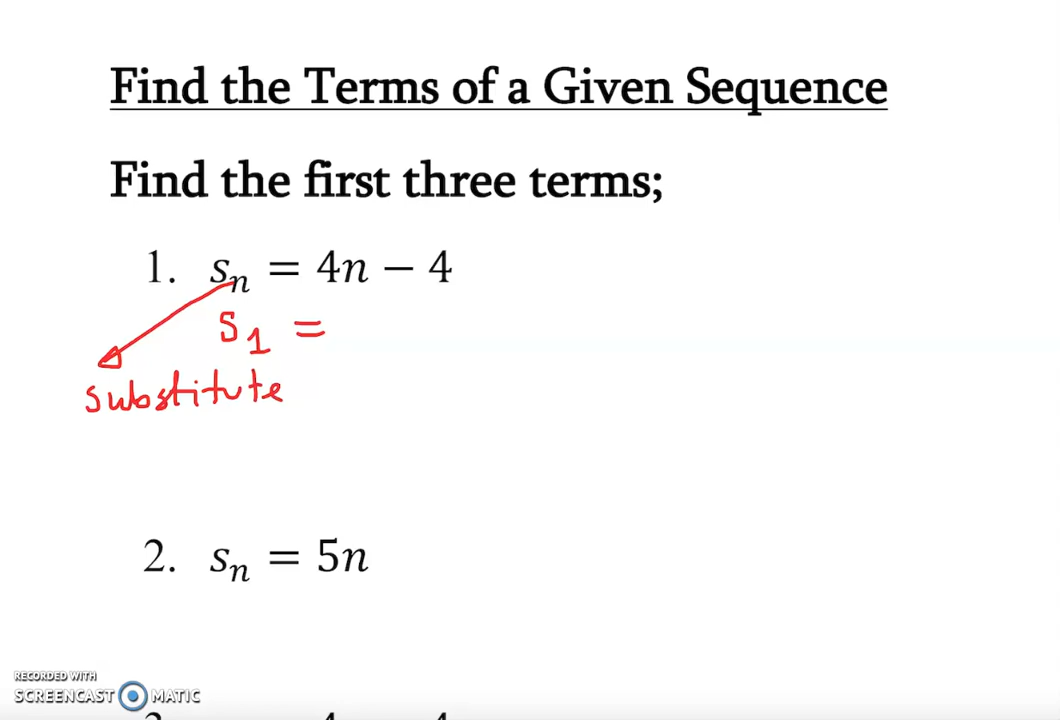 Find the Terms of a Given Sequence
Find the first three terms;
1. sₙ = 4n − 4
S₁ =
substitute
2. sₙ = 5n
RECORDED WITH
SCREENCAST MATIC